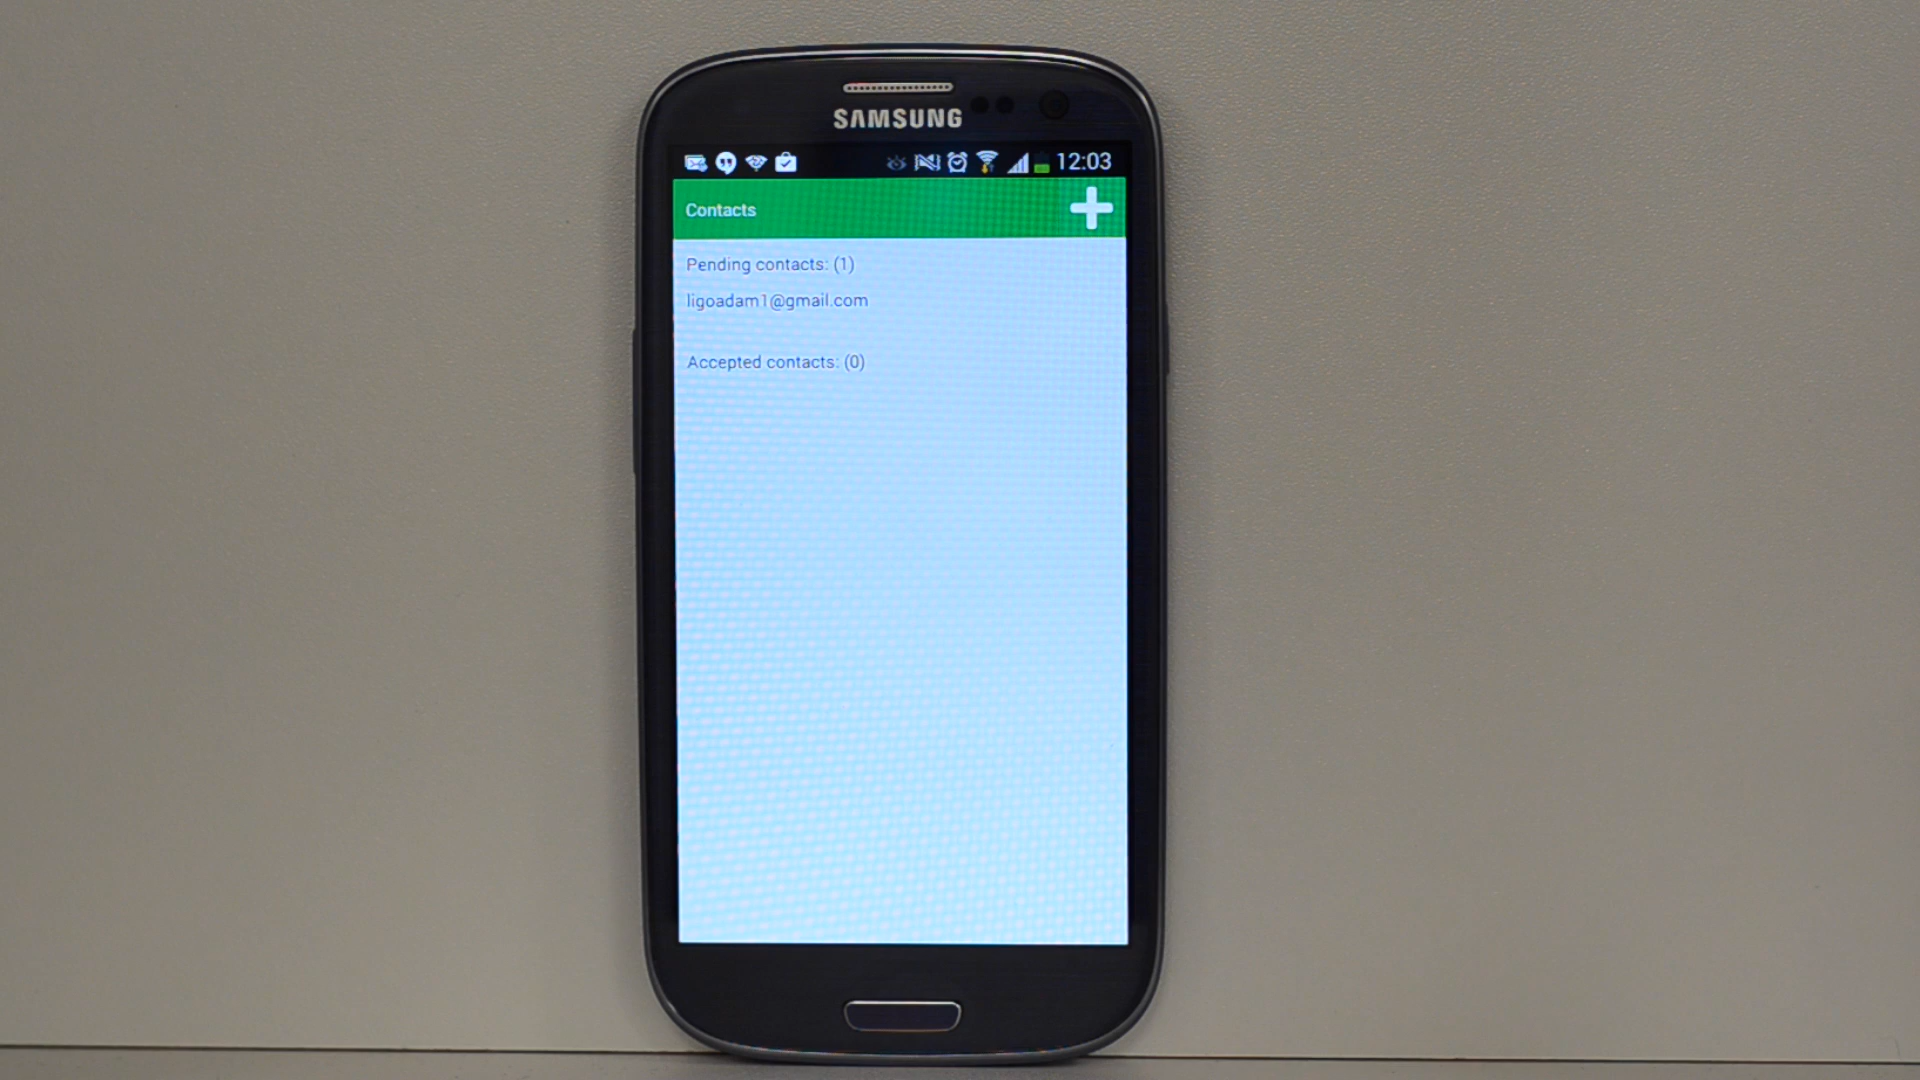 SAMSUNG
12:03
Contacts
Pending contacts: (1)
ligoadam1@gmail.com
Accepted contacts: (0)